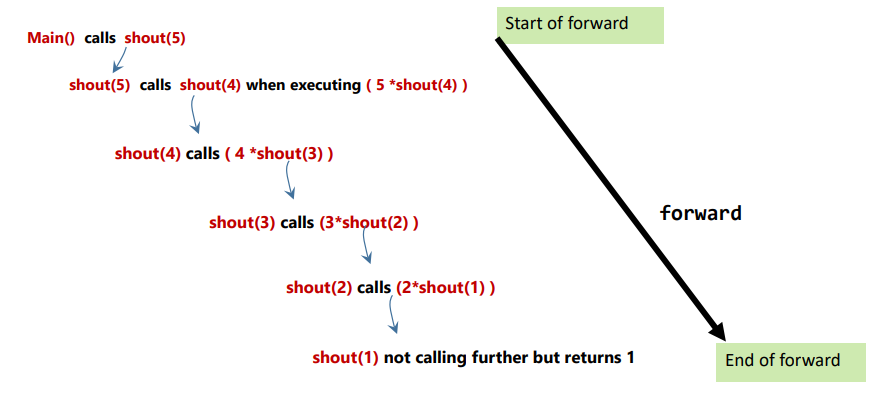 Start of forward
Main() calls shout(5)
shout(5) calls shout(4) when executing ( 5 *shout(4) )
shout(4) calls ( 4 *shout(3) )
forward
shout(3) calls (3*shout(2) )
shout(2) calls (2*shout(1) )
shout(1) not calling further but returns 1
End of forward